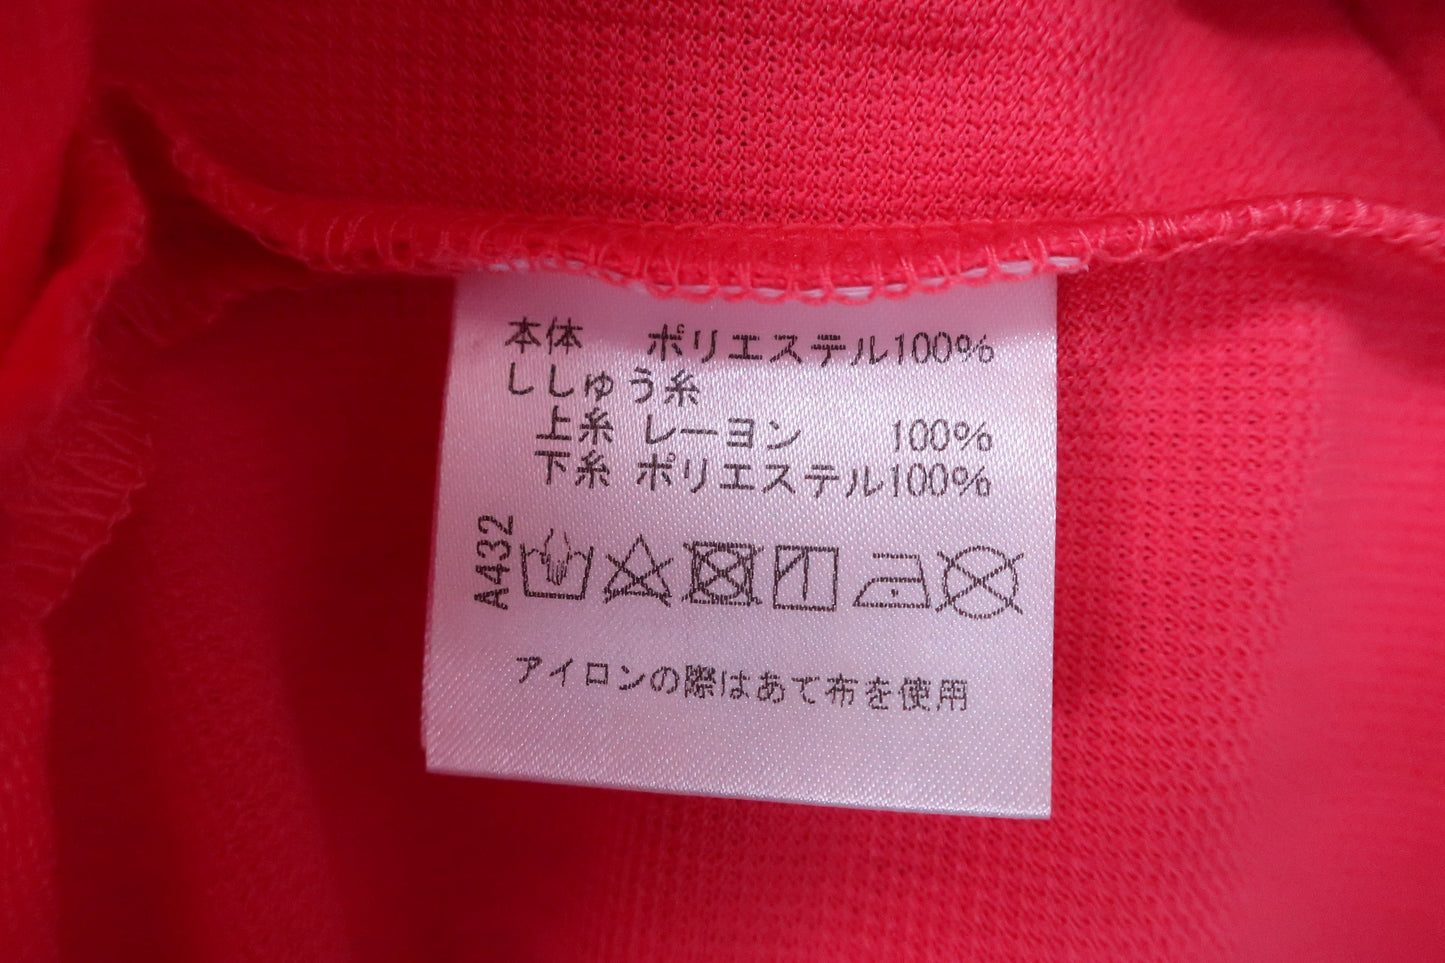 本体 ポリエステル100%
ししゅう糸
上糸 レーヨン 100%
下糸 ポリエステル100%
A432
アイロンの際はあて布を使用